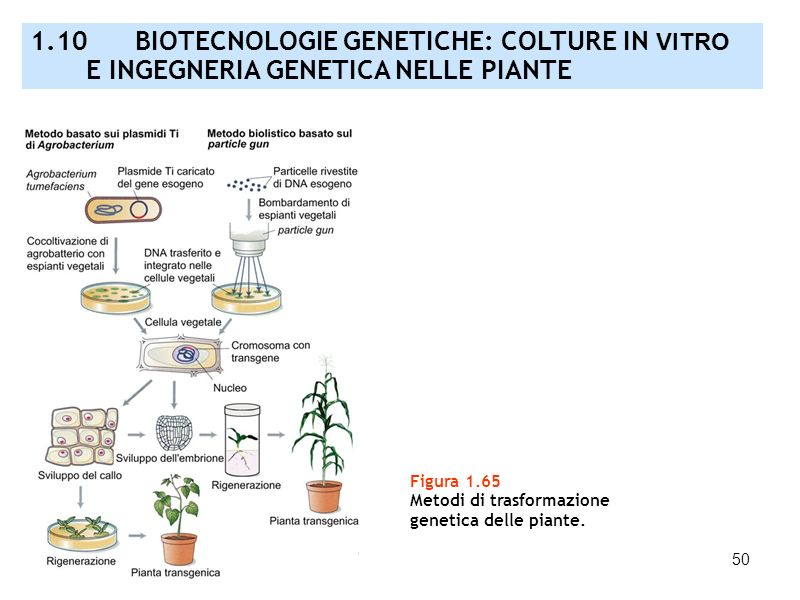 1.10 BIOTECNOLOGIE GENETICHE: COLTURE IN VITRO
E INGEGNERIA GENETICA NELLE PIANTE
Metodo basato sui plasmidi Ti
di Agrobacterium
Metodo biolistico basato sul
particle gun
Agrobacterium
tumefaciens
Plasmide Ti caricato
del gene esogeno
Particelle rivestite
di DNA esogeno
Bombardamento di
espianti vegetali
particle gun
Cocoltivazione di
agrobatterio con
espianti vegetali
DNA trasferito e
integrato nelle
cellule vegetali
Cellula vegetale
Cromosoma con
transgene
Nucleo
Sviluppo del callo
Sviluppo dell'embrione
Rigenerazione
Pianta transgenica
Rigenerazione
Pianta transgenica
Figura 1.65
Metodi di trasformazione
genetica delle piante.
50